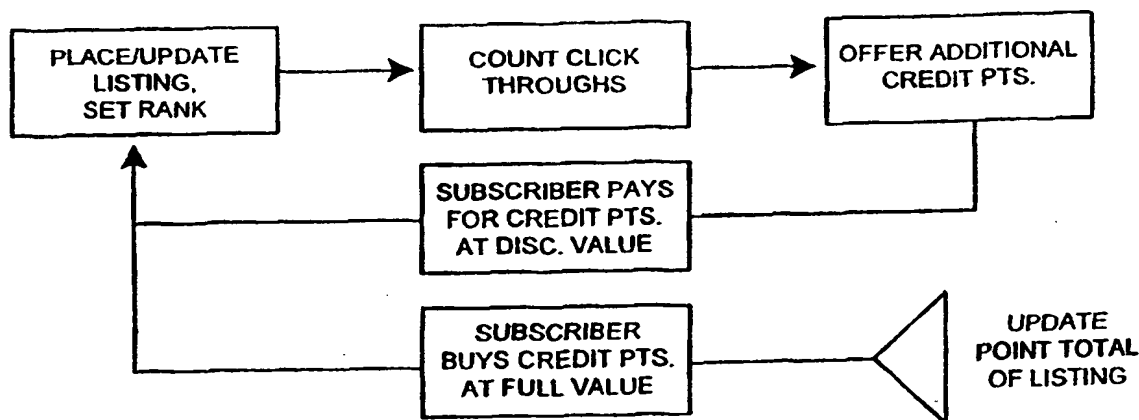 PLACE/UPDATE
LISTING,
SET RANK
COUNT CLICK
THROUGHS
OFFER ADDITIONAL
CREDIT PTS.
SUBSCRIBER PAYS
FOR CREDIT PTS.
AT DISC. VALUE
SUBSCRIBER
BUYS CREDIT PTS.
AT FULL VALUE
UPDATE
POINT TOTAL
OF LISTING